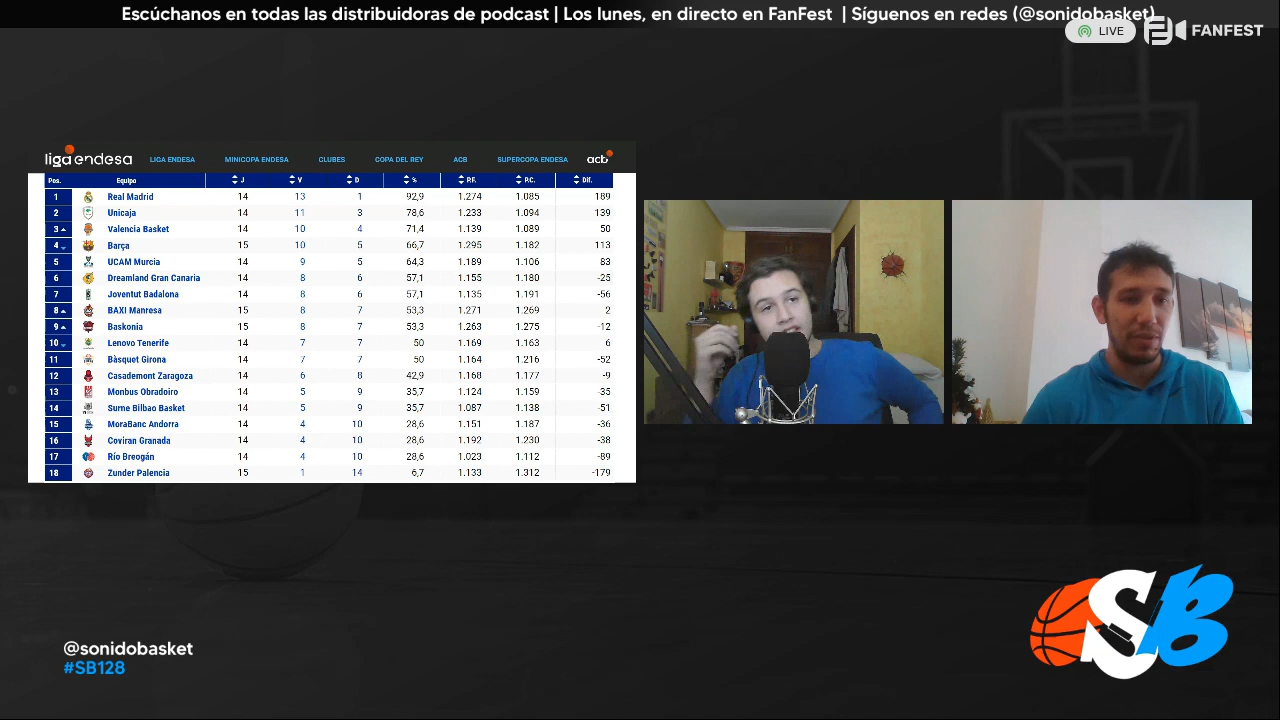 Escúchanos en todas las distribuidoras de podcast | Los lunes, en directo en FanFest | Síguenos en redes (@sonidobasket)
LIVE FANFEST
liga endesa LIGA ENDESA MINICOPA ENDESA CLUBES COPA DEL REY ACB SUPERCOPA ENDESA acb
Pos. Equipo J V D % P.F. P.C. Dif.
1 Real Madrid 14 13 1 92,9 1.274 1.085 189
2 Unicaja 14 11 3 78,6 1.233 1.094 139
3 Valencia Basket 14 10 4 71,4 1.139 1.089 50
4 Barça 15 10 5 66,7 1.295 1.182 113
5 UCAM Murcia 14 9 5 64,3 1.189 1.106 83
6 Dreamland Gran Canaria 14 8 6 57,1 1.155 1.180 -25
7 Joventut Badalona 14 8 6 57,1 1.135 1.191 -56
8 BAXI Manresa 15 8 7 53,3 1.271 1.269 2
9 Baskonia 15 8 7 53,3 1.263 1.275 -12
10 Lenovo Tenerife 14 7 7 50 1.169 1.163 6
11 Bàsquet Girona 14 7 7 50 1.164 1.216 -52
12 Casademont Zaragoza 14 6 8 42,9 1.168 1.177 -9
13 Monbus Obradoiro 14 5 9 35,7 1.124 1.159 -35
14 Surne Bilbao Basket 14 5 9 35,7 1.087 1.138 -51
15 MoraBanc Andorra 14 4 10 28,6 1.151 1.187 -36
16 Coviran Granada 14 4 10 28,6 1.192 1.230 -38
17 Río Breogán 14 4 10 28,6 1.023 1.112 -89
18 Zunder Palencia 15 1 14 6,7 1.133 1.312 -179
@sonidobasket
#SB128
SB